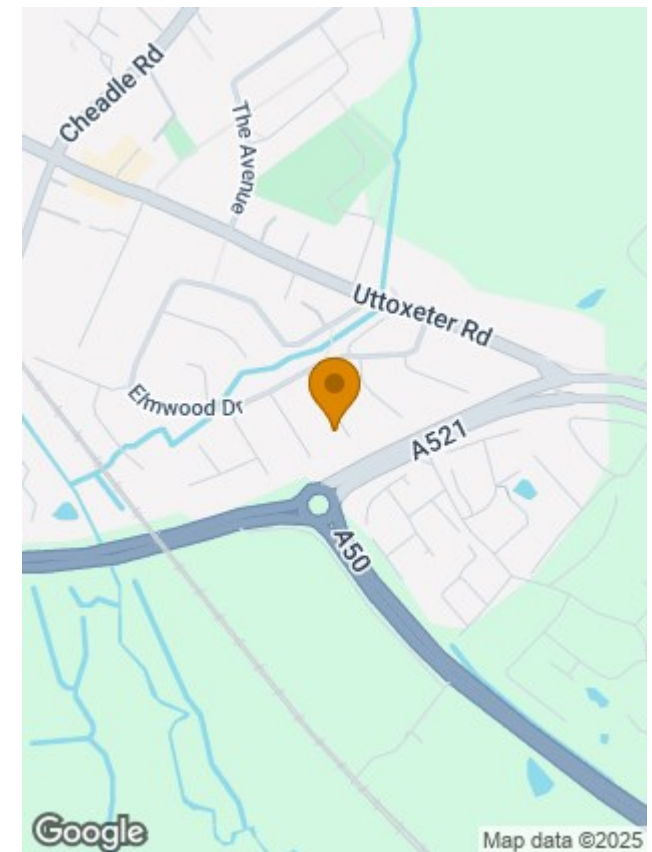 Cheadle Rd
The Avenue
Uttoxeter Rd
Elmwood Dr
A521
A50
Google
Map data ©2025